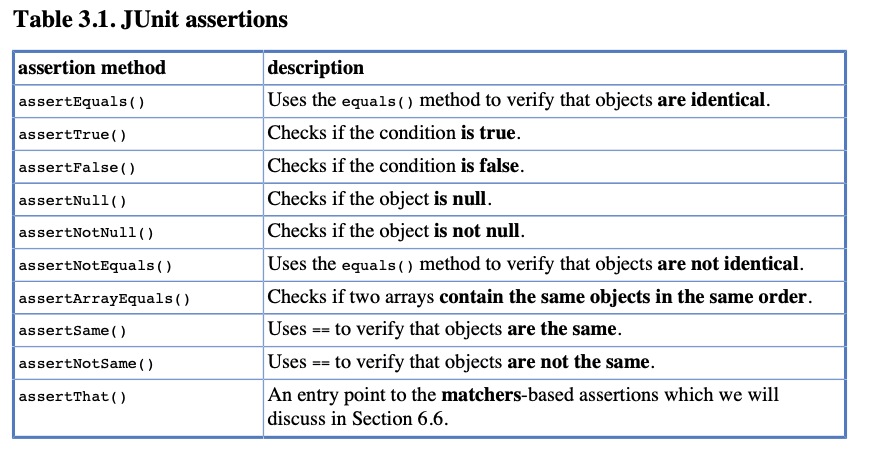 Table 3.1. JUnit assertions
assertion method description
assertEquals() Uses the equals() method to verify that objects are identical.
assertTrue() Checks if the condition is true.
assertFalse() Checks if the condition is false.
assertNull() Checks if the object is null.
assertNotNull() Checks if the object is not null.
assertNotEquals() Uses the equals() method to verify that objects are not identical.
assertArrayEquals() Checks if two arrays contain the same objects in the same order.
assertSame() Uses == to verify that objects are the same.
assertNotSame() Uses == to verify that objects are not the same.
assertThat() An entry point to the matchers-based assertions which we will
discuss in Section 6.6.